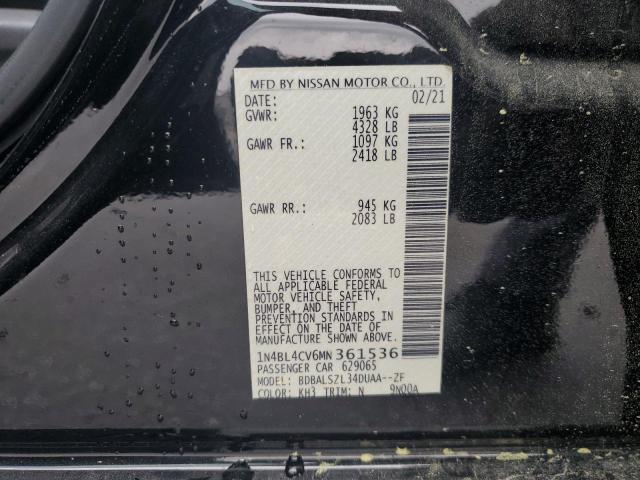 MFD BY NISSAN MOTOR CO., LTD.
DATE: 02/21
GVWR: 1963 KG
4328 LB
GAWR FR.: 1097 KG
2418 LB
GAWR RR.: 945 KG
2083 LB
THIS VEHICLE CONFORMS TO
ALL APPLICABLE FEDERAL
MOTOR VEHICLE SAFETY,
BUMPER, AND THEFT
PREVENTION STANDARDS IN
EFFECT ON THE DATE OF
MANUFACTURE SHOWN ABOVE.
1N4BL4CV6MN361536
PASSENGER CAR 629065
MODEL: BDBALSZL34DUAA--ZF
COLOR: KH3 TRIM: N 9N00A